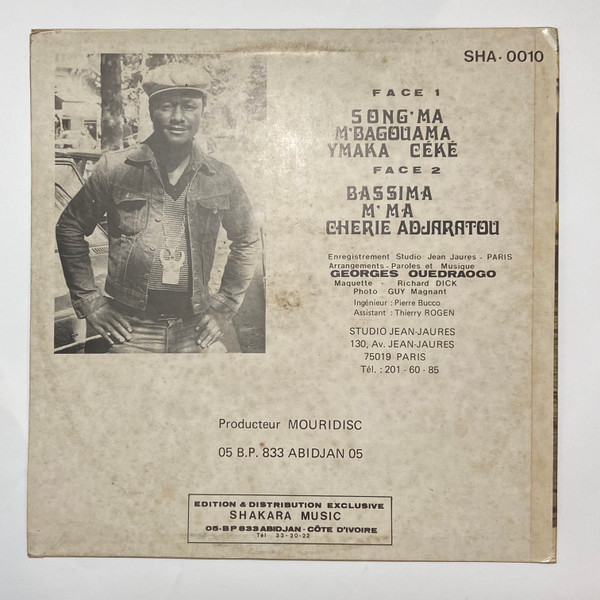 SHA· 0010
FACE 1
SONG'MA
M'BAGOUAMA
YMAKA CÉKÉ
FACE 2
BASSIMA
M'MA
CHERIE ADJARATOU
Enregistrement Studio Jean Jaures - PARIS
Arrangements - Paroles et Musique
GEORGES OUEDRAOGO
Maquette - Richard DICK
Photo GUY Magnant
Ingénieur : Pierre Bucco
Assistant : Thierry ROGEN
STUDIO JEAN-JAURES
130, Av. JEAN-JAURES
75019 PARIS
Tél. : 201 - 60 - 85
Producteur MOURIDISC
05 B.P. 833 ABIDJAN 05
EDITION & DISTRIBUTION EXCLUSIVE
SHAKARA MUSIC
05-BP 833 ABIDJAN - CÔTE D'IVOIRE
Tél 33-20-22